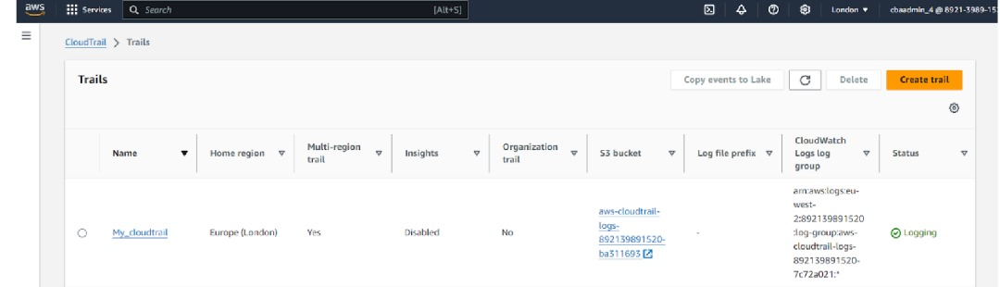 aws
Services
Search
[Alt+S]
London
cbaadmin_4 @ 8921-3989-15
CloudTrail > Trails
Trails
Copy events to Lake
Delete
Create trail
Name
Home region
Multi-region
trail
Insights
Organization
trail
S3 bucket
Log file prefix
CloudWatch
Logs log
group
Status
My_cloudtrail
Europe (London)
Yes
Disabled
No
aws-cloudtrail-
logs-
892139891520-
ba311693
-
arn:aws:logs:eu-
west-
2:892139891520
:log-group:aws-
cloudtrail-logs-
892139891520-
7c72a021:*
Logging